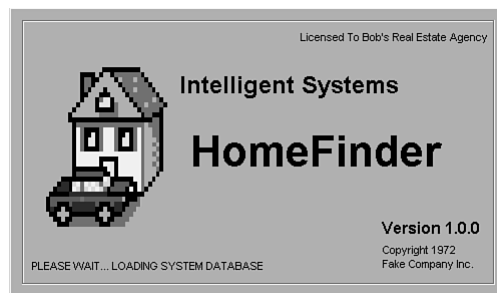 Licensed To Bob's Real Estate Agency
Intelligent Systems
HomeFinder
Version 1.0.0
Copyright 1972
Fake Company Inc.
PLEASE WAIT... LOADING SYSTEM DATABASE